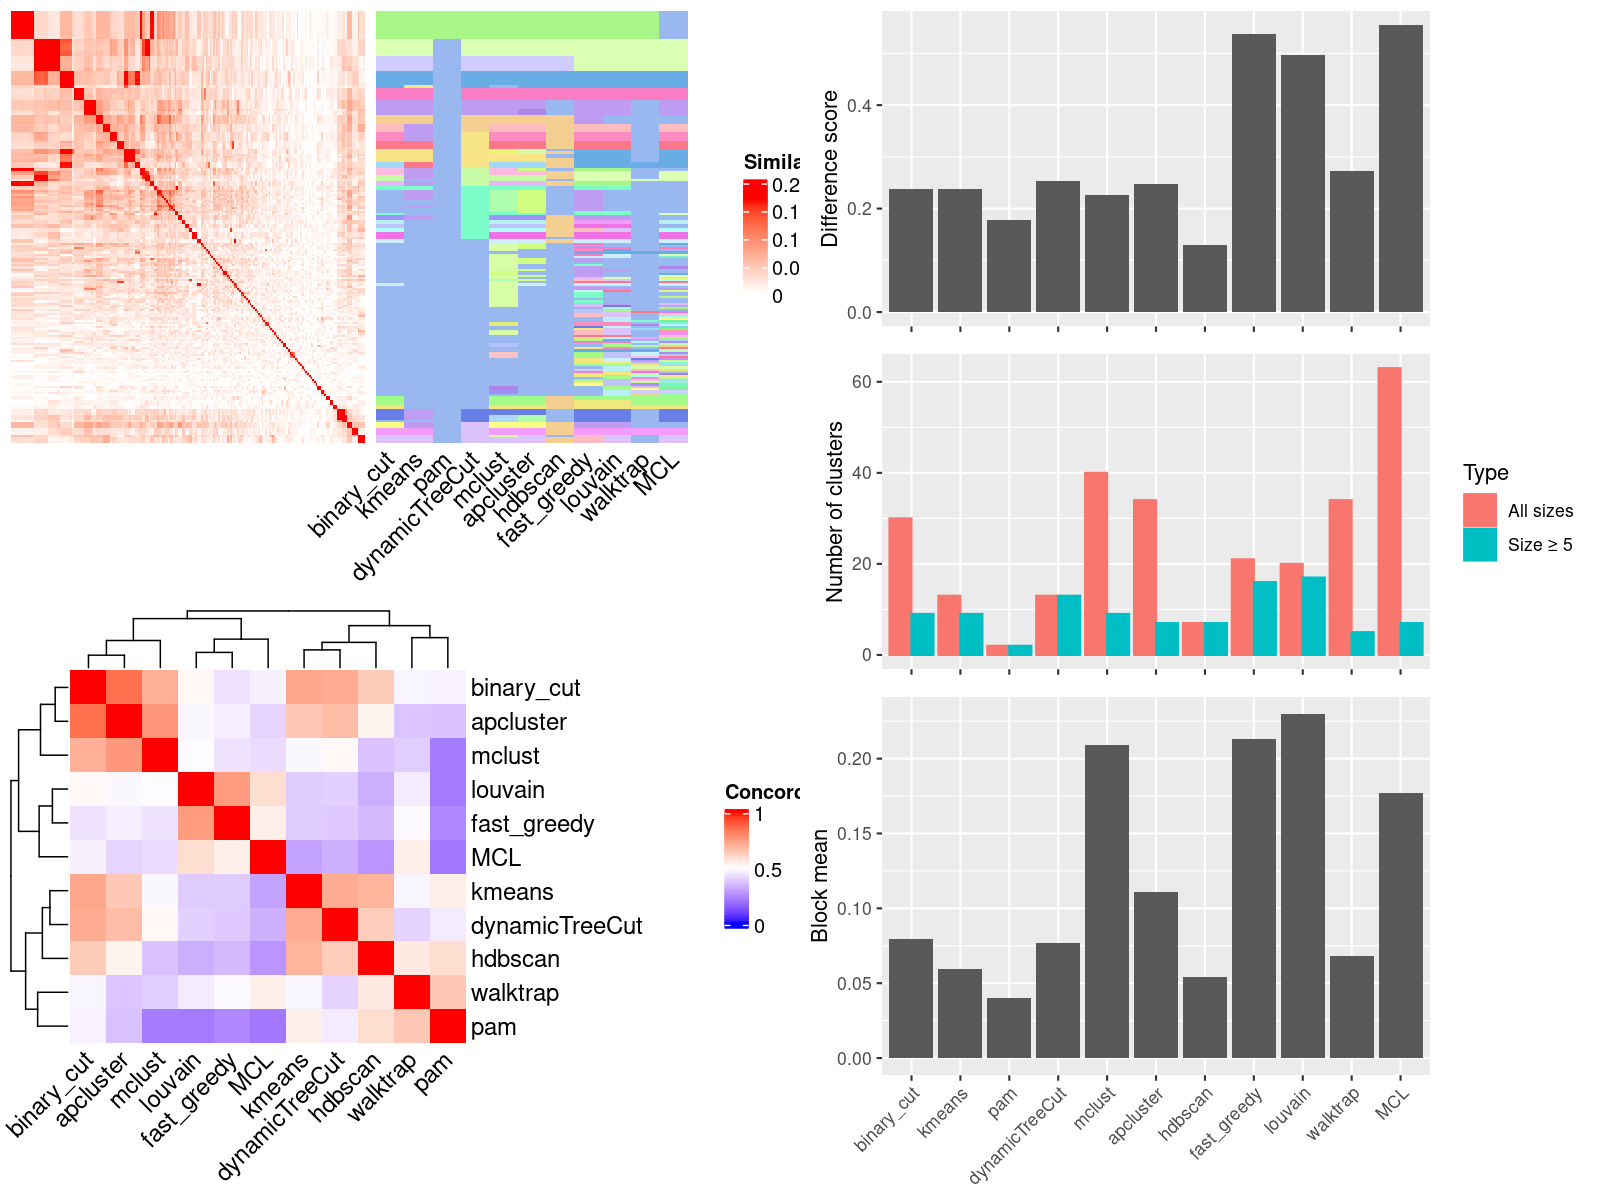 Simila
0.2
0.1
0.1
0.0
0
binary_cut
kmeans
pam
dynamicTreeCut
mclust
apcluster
hdbscan
fast_greedy
louvain
walktrap
MCL
binary_cut
apcluster
mclust
louvain
fast_greedy
MCL
kmeans
dynamicTreeCut
hdbscan
walktrap
pam
binary_cut
apcluster
mclust
louvain
fast_greedy
MCL
kmeans
dynamicTreeCut
hdbscan
walktrap
pam
Concord
1
0.5
0
Difference score
0.4
0.2
0.0
Number of clusters
60
40
20
0
Type
All sizes
Size ≥ 5
Block mean
0.20
0.15
0.10
0.05
0.00
binary_cut
kmeans
pam
dynamicTreeCut
mclust
apcluster
hdbscan
fast_greedy
louvain
walktrap
MCL